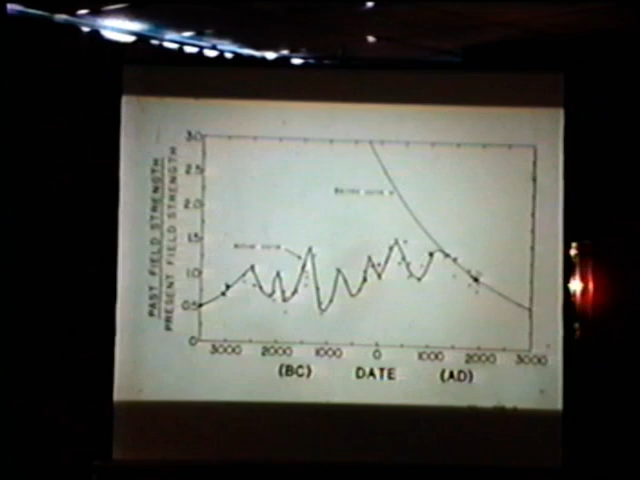 PAST FIELD STRENGTH
PRESENT FIELD STRENGTH
3.0
2.5
2.0
1.5
1.0
0.5
0
3000 2000 1000 0 1000 2000 3000
(BC) DATE (AD)